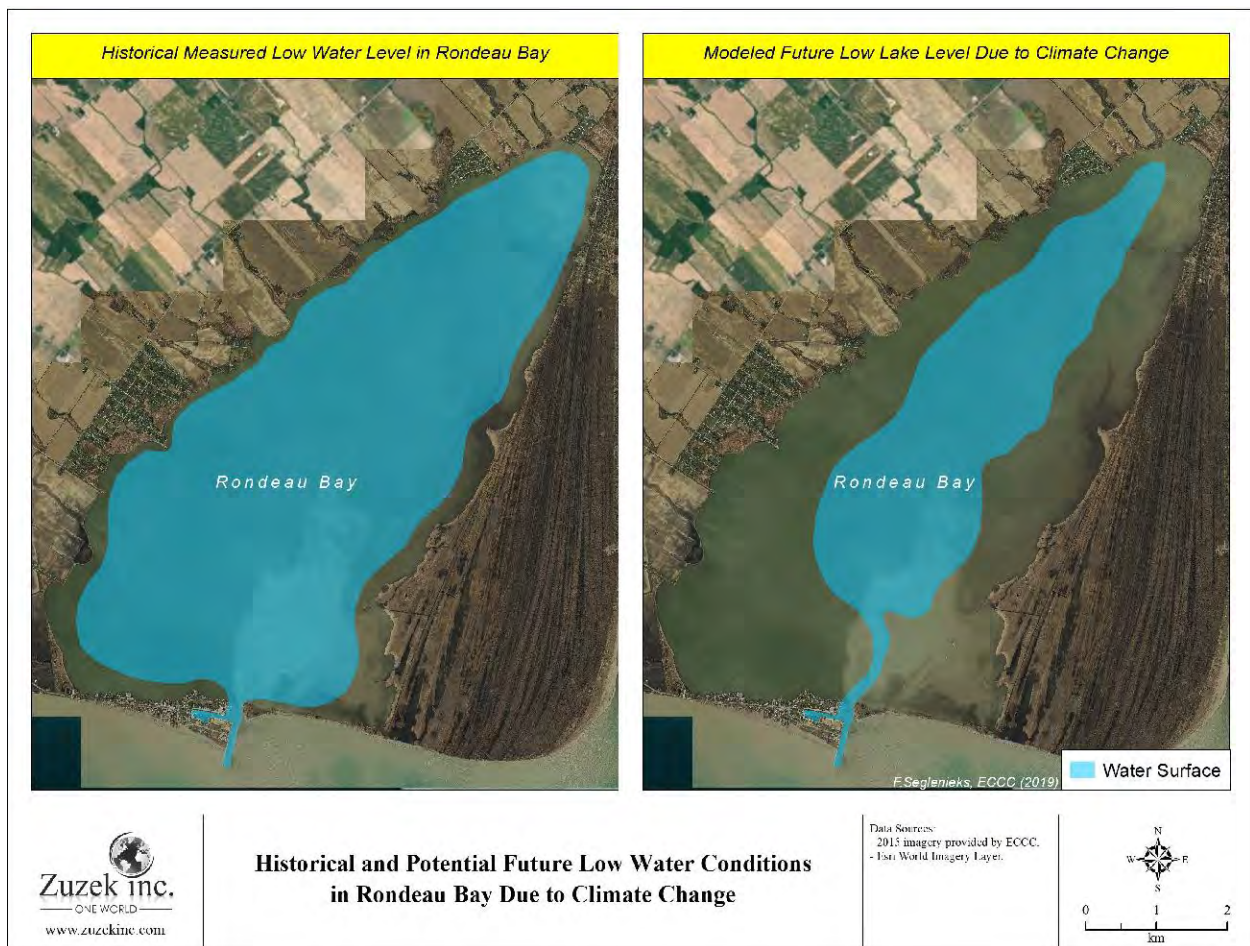 Historical Measured Low Water Level in Rondeau Bay
Modeled Future Low Lake Level Due to Climate Change
Rondeau Bay
Rondeau Bay
F.Seglenieks, ECCC (2019)
Water Surface
Zuzek inc.
ONE WORLD
www.zuzekinc.com
Historical and Potential Future Low Water Conditions
in Rondeau Bay Due to Climate Change
Data Sources:
- 2015 imagery provided by ECCC.
- Esri World Imagery Layer.
N
W E
S
0 1 2
km